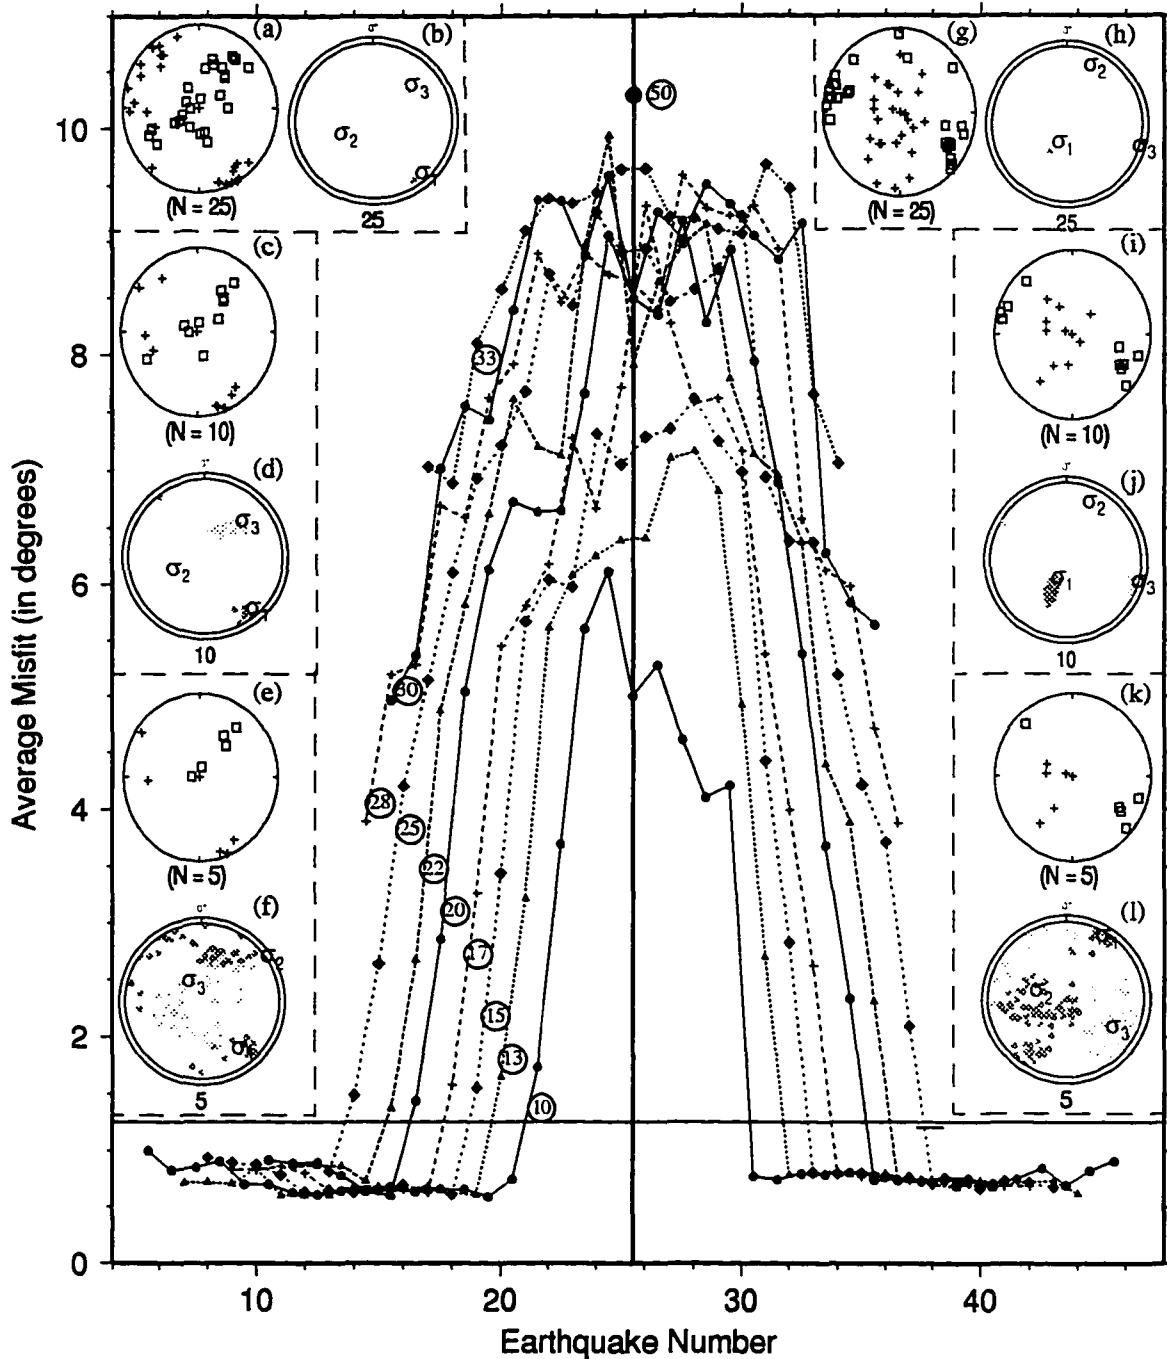 (a)
(b)
σ3
σ2
σ1
(N = 25)
25
(c)
(N = 10)
(d)
σ3
σ2
σ1
10
(e)
(N = 5)
(f)
σ2
σ3
5
(g)
(h)
σ2
σ1
σ3
(N = 25)
25
(i)
(N = 10)
(j)
σ2
σ1
σ3
10
(k)
(N = 5)
(l)
σ1
σ2
σ3
5
50
33
30
28
25
22
20
17
15
13
10
10
8
6
4
2
0
Average Misfit (in degrees)
10
20
30
40
Earthquake Number